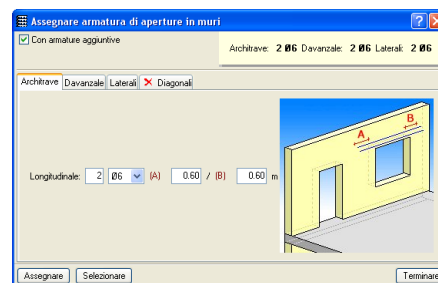 Assegnare armatura di aperture in muri
Con armature aggiuntive
Architrave: 2 Ø6 Davanzale: 2 Ø6 Laterali: 2 Ø6
Architrave Davanzale Laterali Diagonali
Longitudinale: 2 Ø6 (A) 0.60 / (B) 0.60 m
A
B
Assegnare Selezionare Terminare